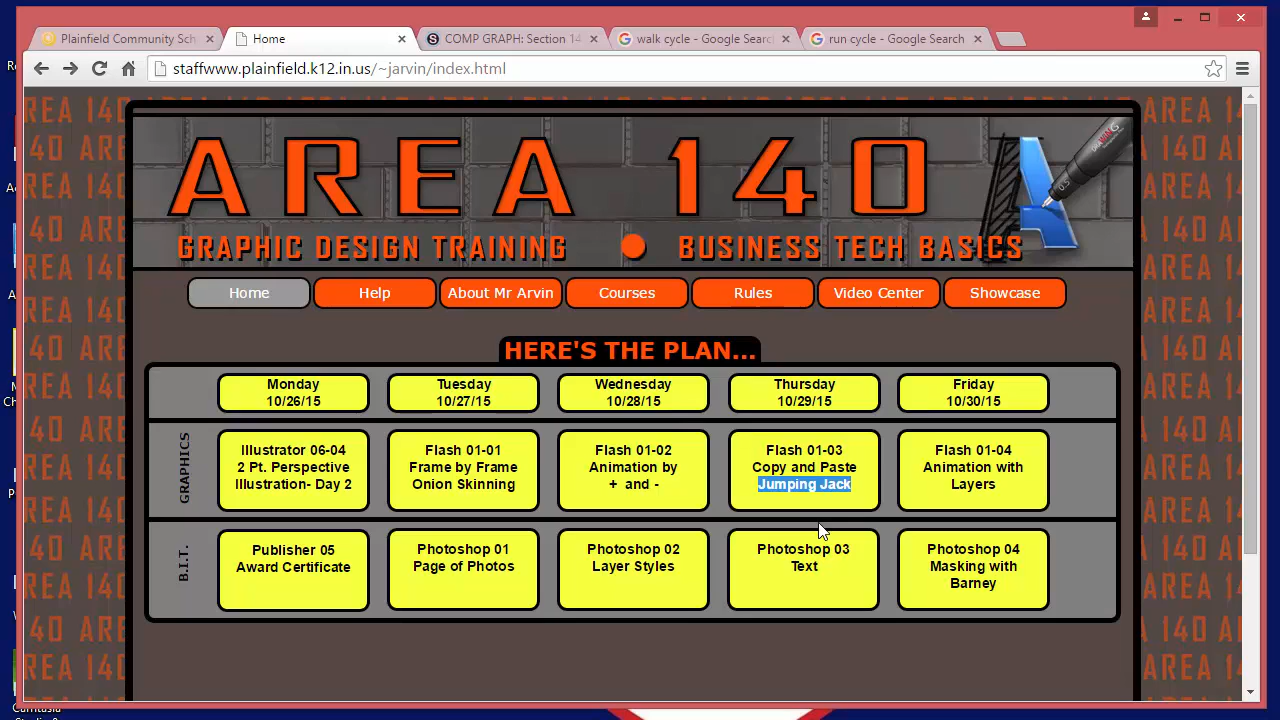 Plainfield Community Sch
Home
COMP GRAPH: Section 14
walk cycle - Google Searc
run cycle - Google Search
staffwww.plainfield.k12.in.us/~jarvin/index.html
AREA 140
GRAPHIC DESIGN TRAINING
BUSINESS TECH BASICS
Home
Help
About Mr Arvin
Courses
Rules
Video Center
Showcase
HERE'S THE PLAN...
Monday
10/26/15
Tuesday
10/27/15
Wednesday
10/28/15
Thursday
10/29/15
Friday
10/30/15
GRAPHICS
Illustrator 06-04
2 Pt. Perspective
Illustration- Day 2
Flash 01-01
Frame by Frame
Onion Skinning
Flash 01-02
Animation by
+ and -
Flash 01-03
Copy and Paste
Jumping Jack
Flash 01-04
Animation with
Layers
B.I.T.
Publisher 05
Award Certificate
Photoshop 01
Page of Photos
Photoshop 02
Layer Styles
Photoshop 03
Text
Photoshop 04
Masking with
Barney